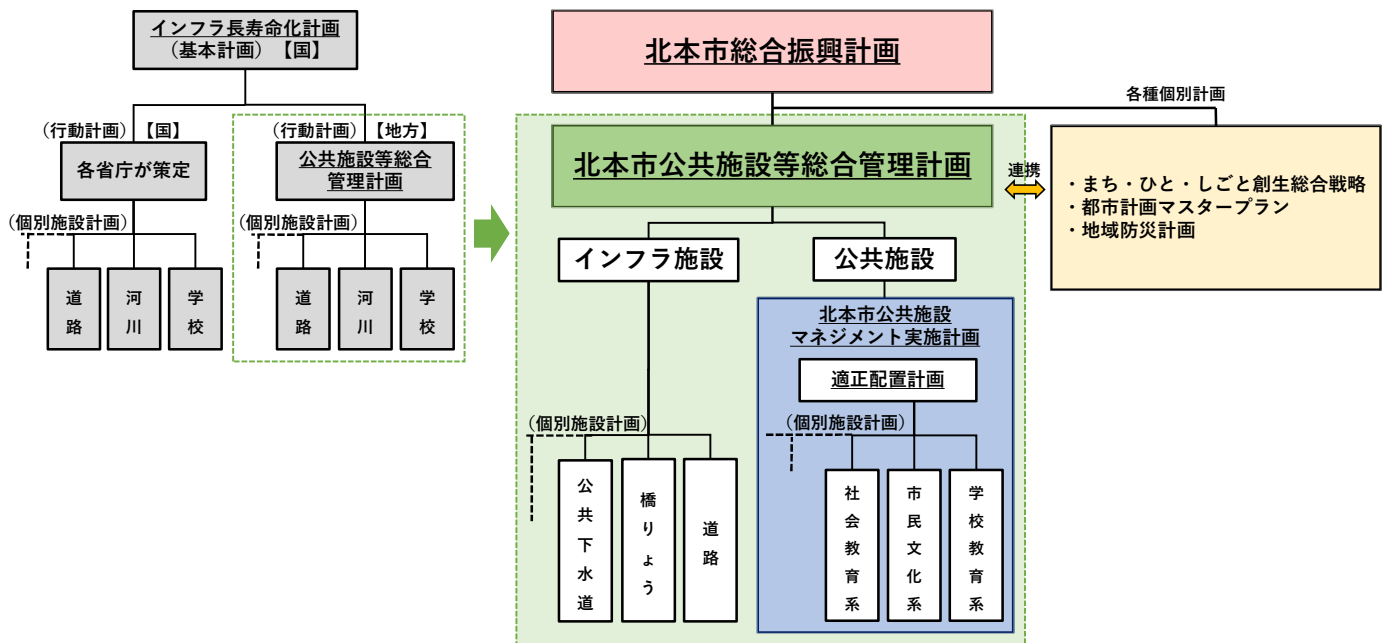 インフラ長寿命化計画
（基本計画）【国】
（行動計画）【国】
各省庁が策定
（個別施設計画）
道路
河川
学校
（行動計画）【地方】
公共施設等総合
管理計画
（個別施設計画）
道路
河川
学校
北本市総合振興計画
各種個別計画
北本市公共施設等総合管理計画
連携
・まち・ひと・しごと創生総合戦略
・都市計画マスタープラン
・地域防災計画
インフラ施設
（個別施設計画）
公共下水道
橋りょう
道路
公共施設
北本市公共施設
マネジメント実施計画
適正配置計画
（個別施設計画）
社会教育系
市民文化系
学校教育系